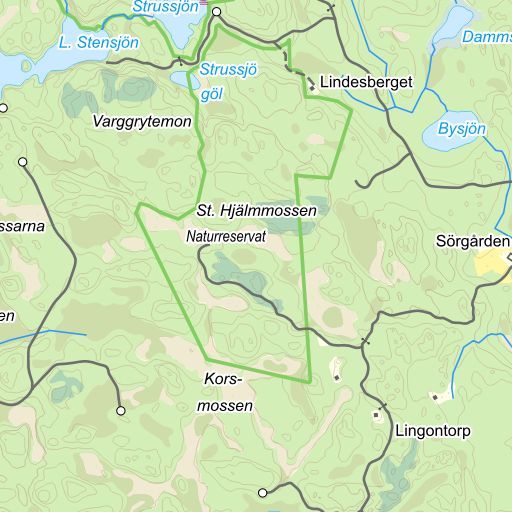 Strussjön
L. Stensjön
Damms
Strussjö
göl
Lindesberget
Varggrytemon
Bysjön
St. Hjälmmossen
ssarna
Naturreservat
Sörgården
en
Kors-
mossen
Lingontorp